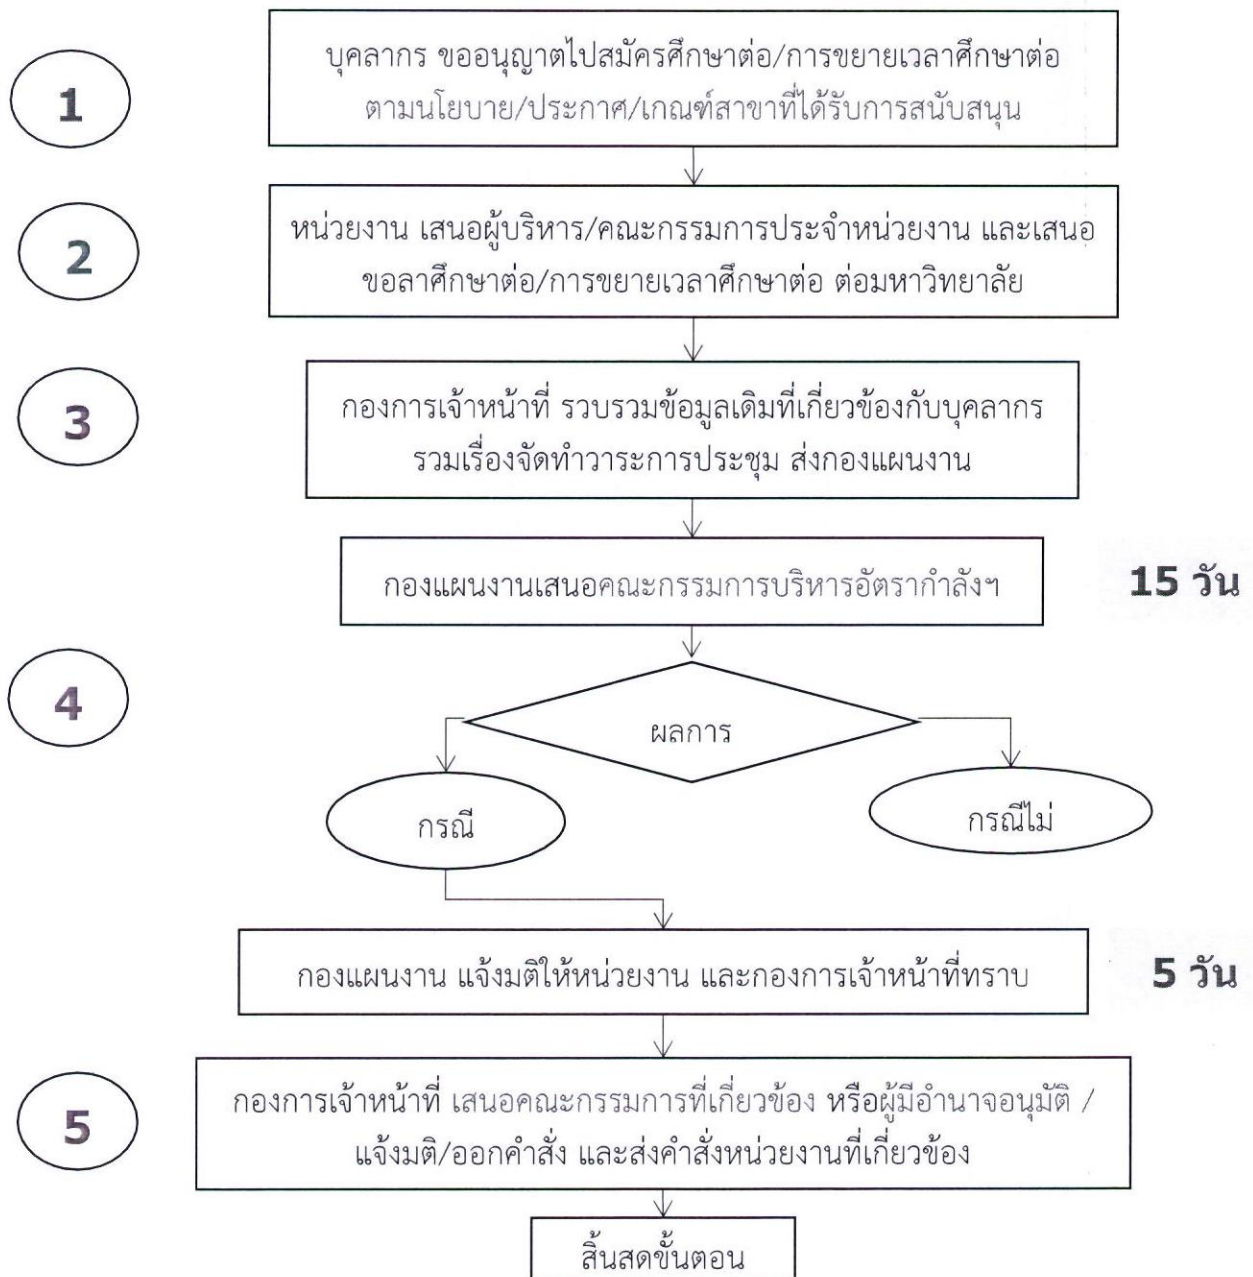 1
บุคลากร ขออนุญาตไปสมัครศึกษาต่อ/การขยายเวลาศึกษาต่อ
ตามนโยบาย/ประกาศ/เกณฑ์สาขาที่ได้รับการสนับสนุน
2
หน่วยงาน เสนอผู้บริหาร/คณะกรรมการประจำหน่วยงาน และเสนอ
ขอลาศึกษาต่อ/การขยายเวลาศึกษาต่อ ต่อมหาวิทยาลัย
3
กองการเจ้าหน้าที่ รวบรวมข้อมูลเดิมที่เกี่ยวข้องกับบุคลากร
รวมเรื่องจัดทำวาระการประชุม ส่งกองแผนงาน
กองแผนงานเสนอคณะกรรมการบริหารอัตรากำลังฯ
15 วัน
4
ผลการ
กรณี
กรณีไม่
กองแผนงาน แจ้งมติให้หน่วยงาน และกองการเจ้าหน้าที่ทราบ
5 วัน
5
กองการเจ้าหน้าที่ เสนอคณะกรรมการที่เกี่ยวข้อง หรือผู้มีอำนาจอนุมัติ /
แจ้งมติ/ออกคำสั่ง และส่งคำสั่งหน่วยงานที่เกี่ยวข้อง
สิ้นสดขั้นตอน